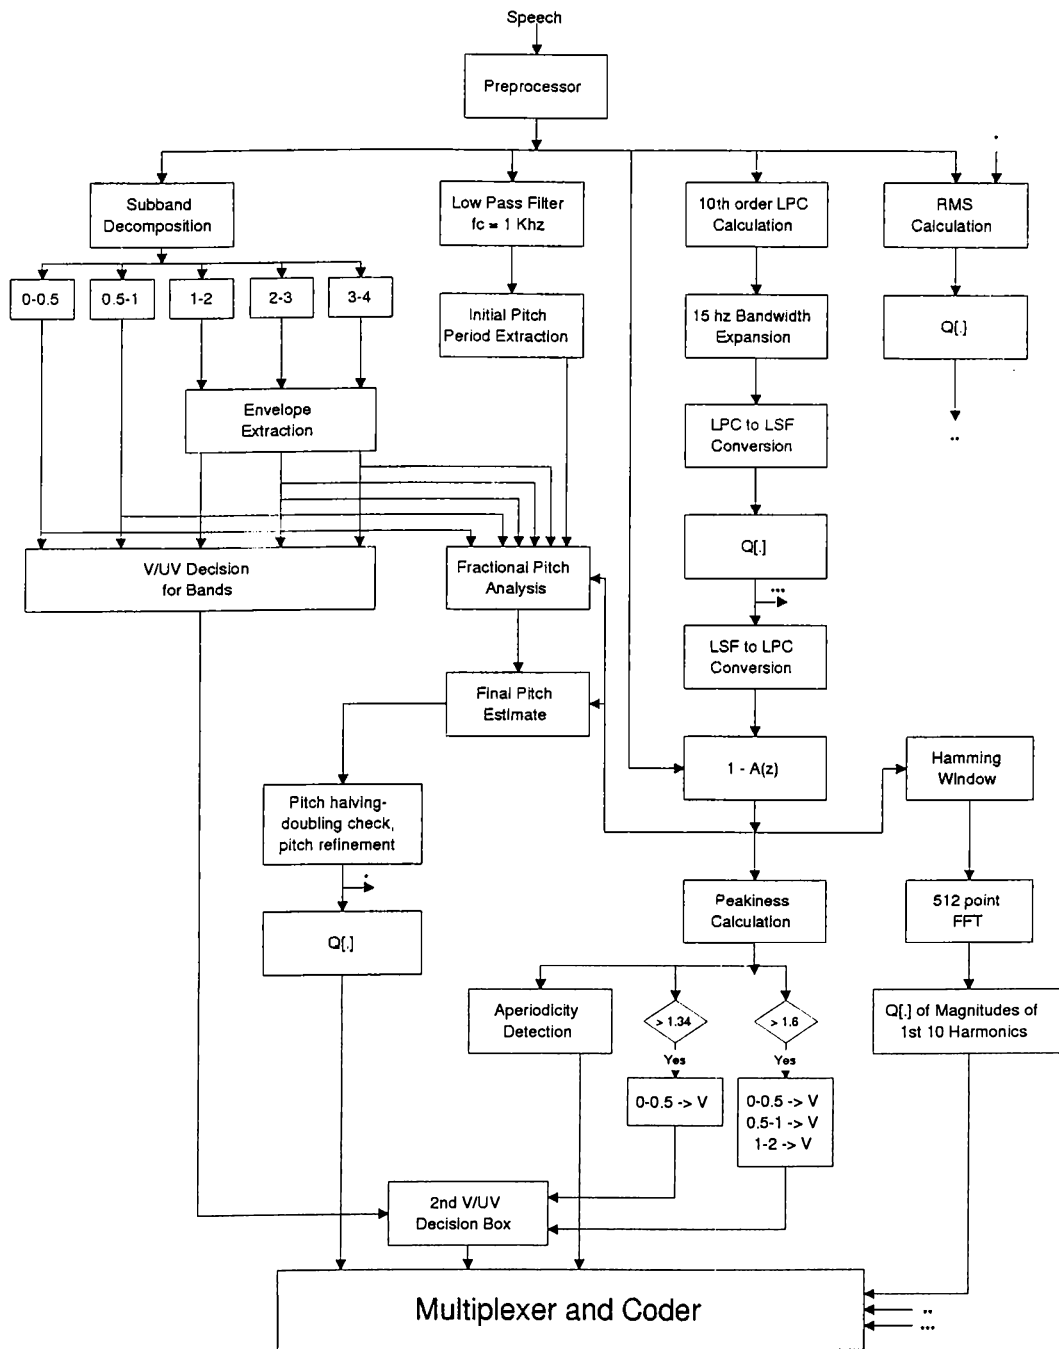 Speech
Preprocessor
.
Subband
Decomposition
Low Pass Filter
fc = 1 Khz
10th order LPC
Calculation
RMS
Calculation
0-0.5
0.5-1
1-2
2-3
3-4
Initial Pitch
Period Extraction
15 hz Bandwidth
Expansion
Q[.]
Envelope
Extraction
LPC to LSF
Conversion
..
Q[.]
V/UV Decision
for Bands
Fractional Pitch
Analysis
...
LSF to LPC
Conversion
Final Pitch
Estimate
1 - A(z)
Hamming
Window
Pitch halving-
doubling check,
pitch refinement
.
Peakiness
Calculation
512 point
FFT
Q[.]
Aperiodicity
Detection
> 1.34
> 1.6
Q[.] of Magnitudes of
1st 10 Harmonics
Yes
Yes
0-0.5 -> V
0-0.5 -> V
0.5-1 -> V
1-2 -> V
2nd V/UV
Decision Box
Multiplexer and Coder
..
...